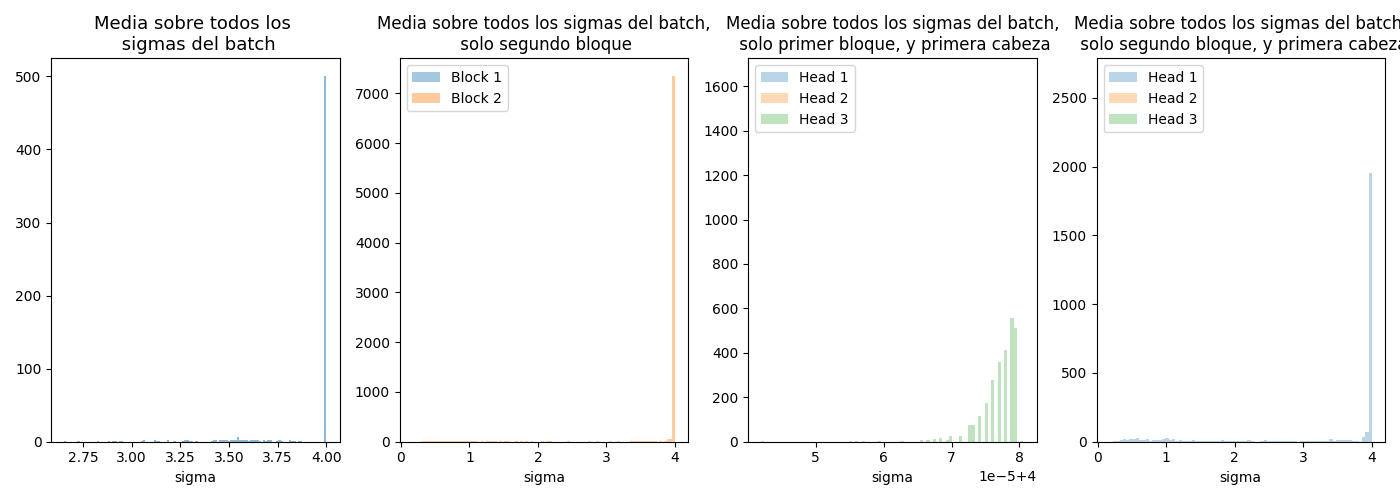 Media sobre todos los
sigmas del batch
500
400
300
200
100
0
2.75 3.00 3.25 3.50 3.75 4.00
sigma
Media sobre todos los sigmas del batch,
solo segundo bloque
Block 1
Block 2
7000
6000
5000
4000
3000
2000
1000
0
0 1 2 3 4
sigma
Media sobre todos los sigmas del batch,
solo primer bloque, y primera cabeza
Head 1
Head 2
Head 3
1600
1400
1200
1000
800
600
400
200
0
5 6 7 8
sigma
1e−5+4
Media sobre todos los sigmas del batch
solo segundo bloque, y primera cabeza
Head 1
Head 2
Head 3
2500
2000
1500
1000
500
0
0 1 2 3 4
sigma